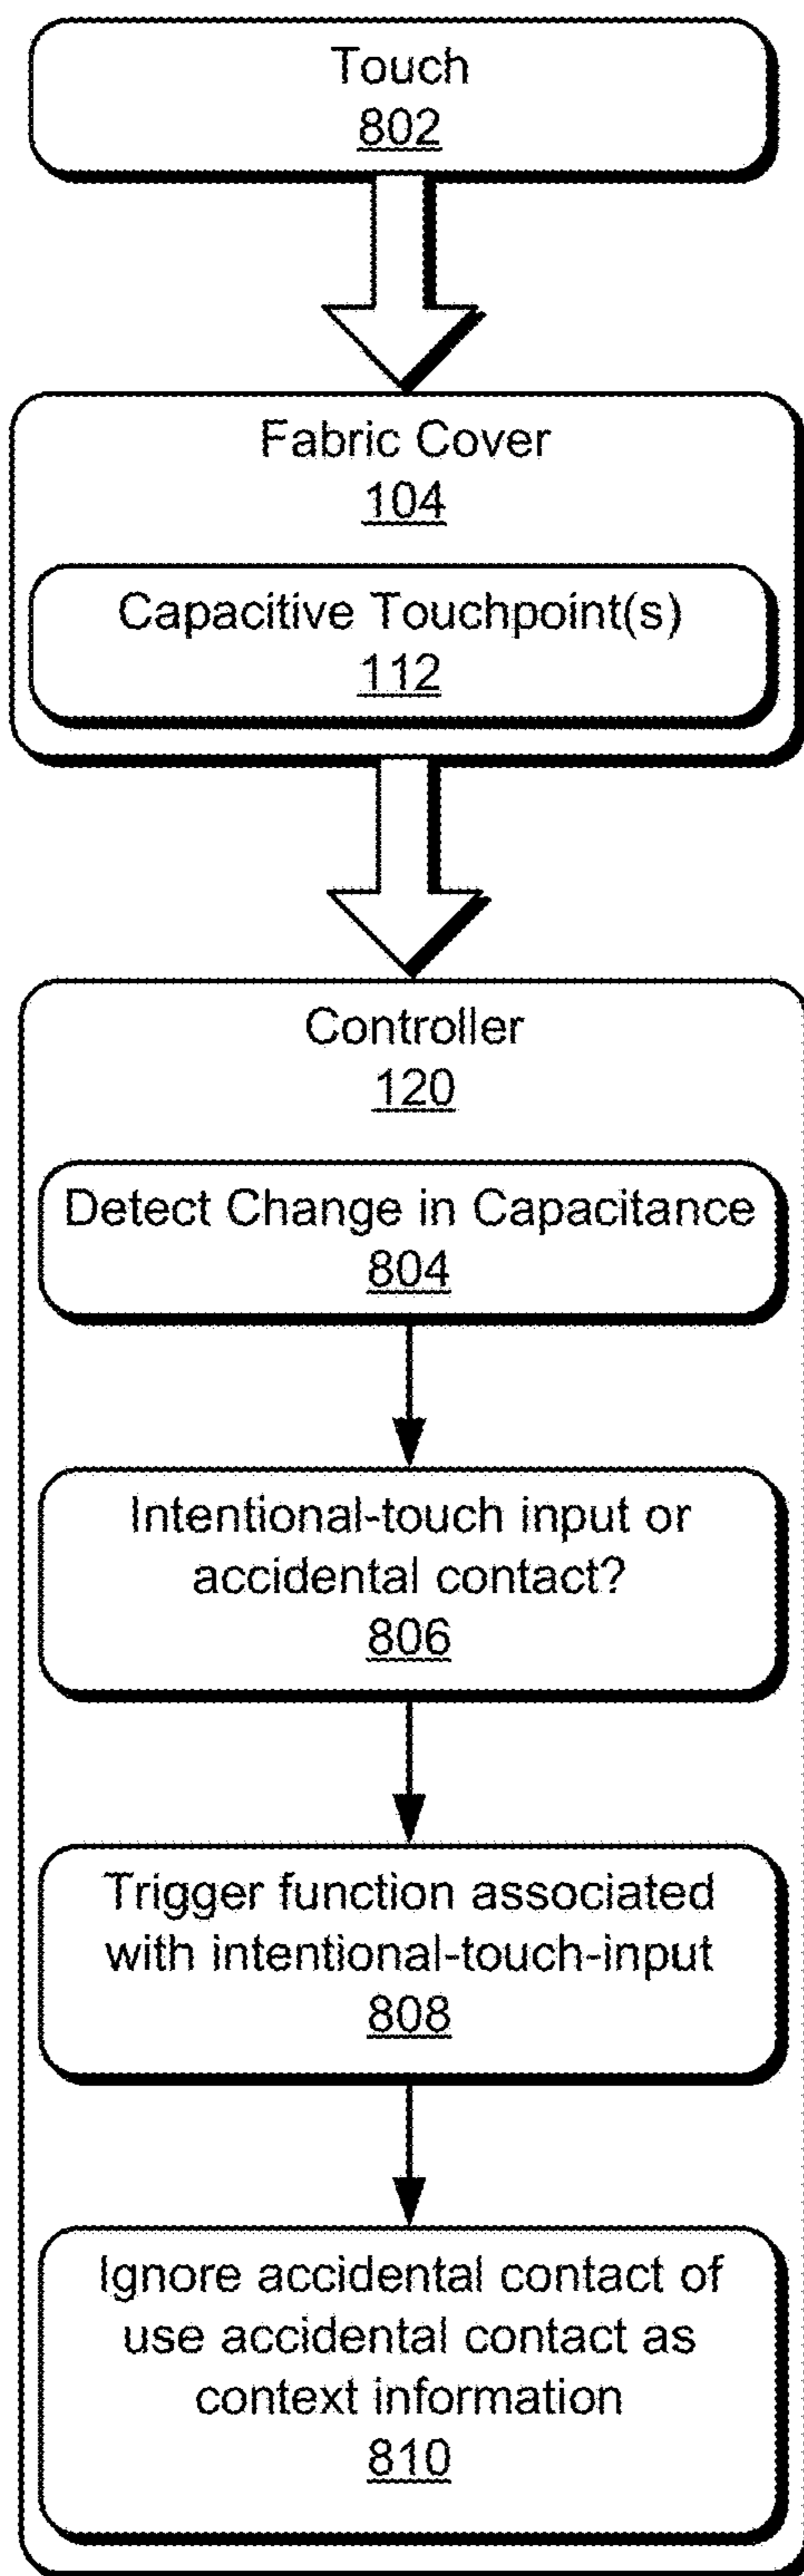 Touch
802
Fabric Cover
104
Capacitive Touchpoint(s)
112
Controller
120
Detect Change in Capacitance
804
Intentional-touch input or
accidental contact?
806
Trigger function associated
with intentional-touch-input
808
Ignore accidental contact of
use accidental contact as
context information
810